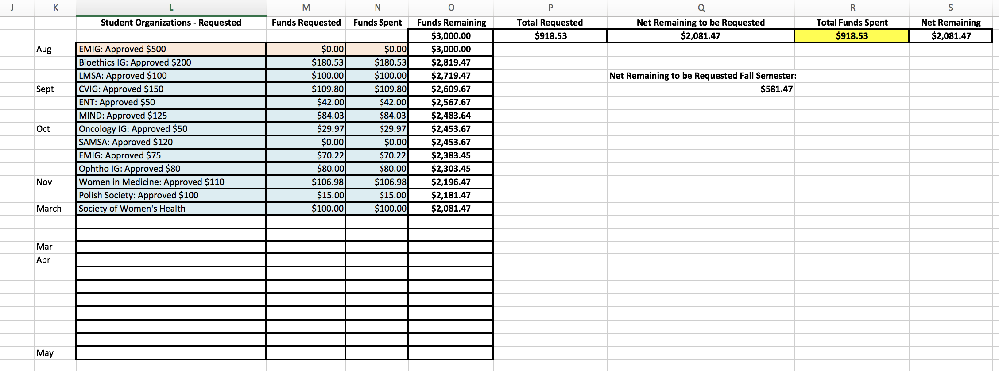 J K L M N O P Q R S
Student Organizations - Requested Funds Requested Funds Spent Funds Remaining Total Requested Net Remaining to be Requested Total Funds Spent Net Remaining
$3,000.00 $918.53 $2,081.47 $918.53 $2,081.47
Aug EMIG: Approved $500 $0.00 $0.00 $3,000.00
Bioethics IG: Approved $200 $180.53 $180.53 $2,819.47
LMSA: Approved $100 $100.00 $100.00 $2,719.47 Net Remaining to be Requested Fall Semester:
Sept CVIG: Approved $150 $109.80 $109.80 $2,609.67 $581.47
ENT: Approved $50 $42.00 $42.00 $2,567.67
MIND: Approved $125 $84.03 $84.03 $2,483.64
Oct Oncology IG: Approved $50 $29.97 $29.97 $2,453.67
SAMSA: Approved $120 $0.00 $0.00 $2,453.67
EMIG: Approved $75 $70.22 $70.22 $2,383.45
Ophtho IG: Approved $80 $80.00 $80.00 $2,303.45
Nov Women in Medicine: Approved $110 $106.98 $106.98 $2,196.47
Polish Society: Approved $100 $15.00 $15.00 $2,181.47
March Society of Women's Health $100.00 $100.00 $2,081.47
Mar
Apr
May